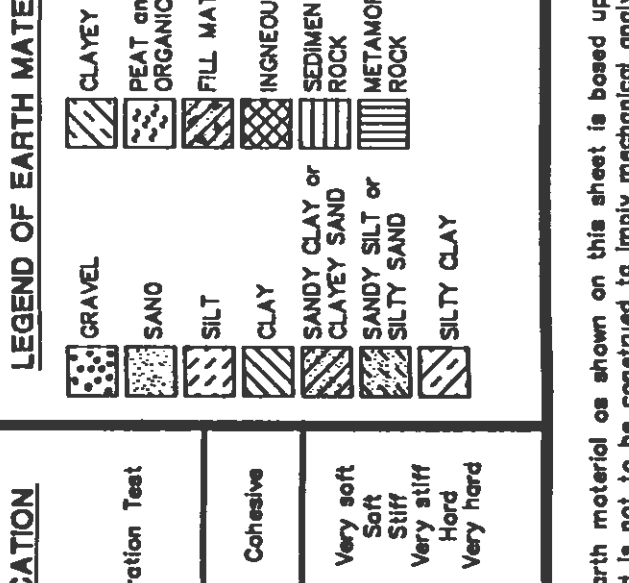 LEGEND OF EARTH MATE
GRAVEL
SAND
SILT
CLAY
SANDY CLAY or
CLAYEY SAND
SANDY SILT or
SILTY SAND
SILTY CLAY
CLAYEY
PEAT an
ORGANIC
FILL MAT
INGNEOU
SEDIMEN
ROCK
METAMOR
ROCK
CATION
ration Test
Cohesive
Very soft
Soft
Stiff
Very stiff
Hard
Very hard
arth material as shown on this sheet is based up
d is not to be construed to imply mechanical analy